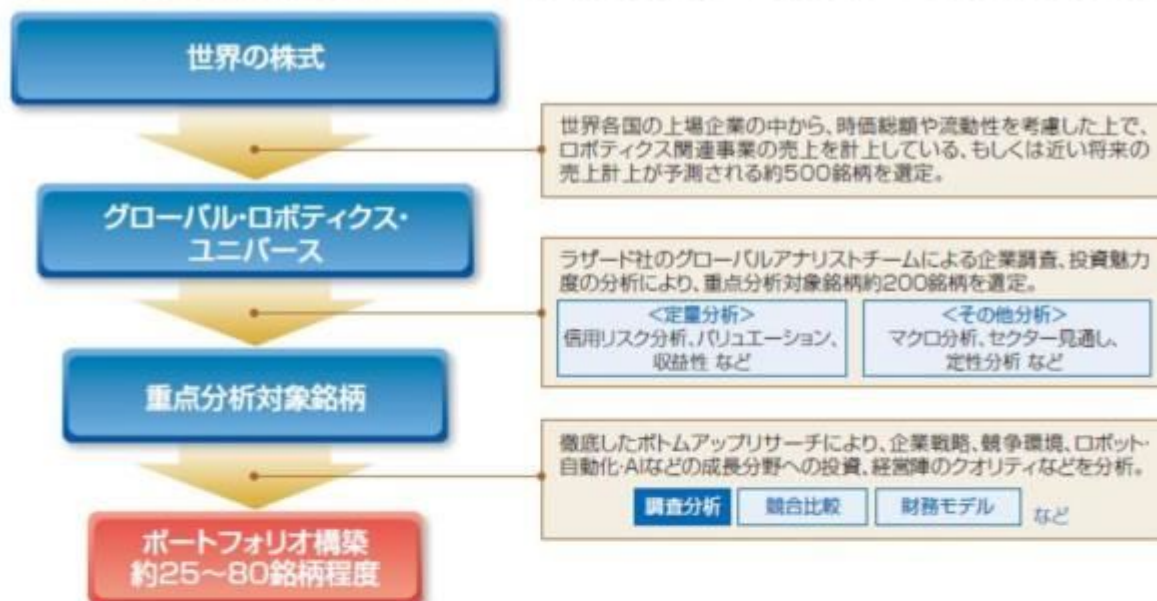 世界の株式
世界各国の上場企業の中から、時価総額や流動性を考慮した上で、
ロボティクス関連事業の売上を計上している、もしくは近い将来の
売上計上が予測される約500銘柄を選定。
グローバル・ロボティクス・
ユニバース
ラザード社のグローバルアナリストチームによる企業調査、投資魅力
度の分析により、重点分析対象銘柄約200銘柄を選定。
<定量分析>
信用リスク分析、バリュエーション、
収益性 など
<その他分析>
マクロ分析、セクター見通し、
定性分析 など
重点分析対象銘柄
徹底したボトムアップリサーチにより、企業戦略、競争環境、ロボット・
自動化・AIなどの成長分野への投資、経営陣のクオリティなどを分析。
調査分析
競合比較
財務モデル
など
ポートフォリオ構築
約25～80銘柄程度